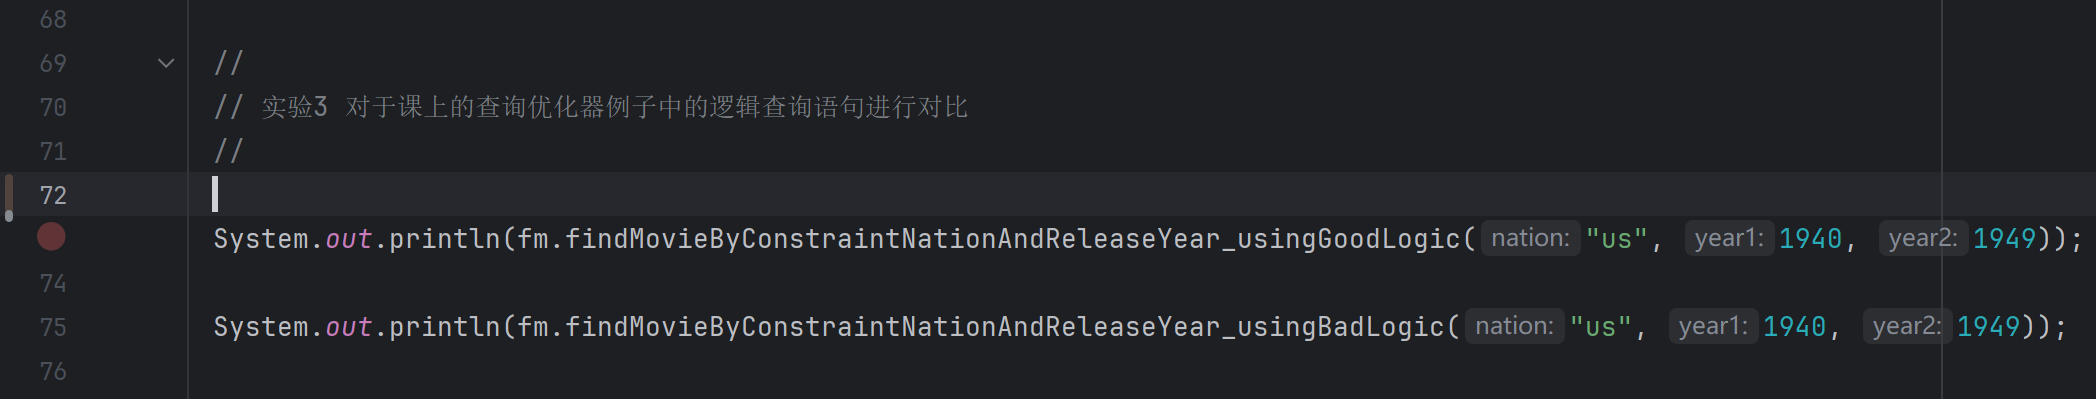 68
69 //
70 // 实验3 对于课上的查询优化器例子中的逻辑查询语句进行对比
71 //
72
System.out.println(fm.findMovieByConstraintNationAndReleaseYear_usingGoodLogic( nation: "us", year1: 1940, year2: 1949));
74
75 System.out.println(fm.findMovieByConstraintNationAndReleaseYear_usingBadLogic( nation: "us", year1: 1940, year2: 1949));
76